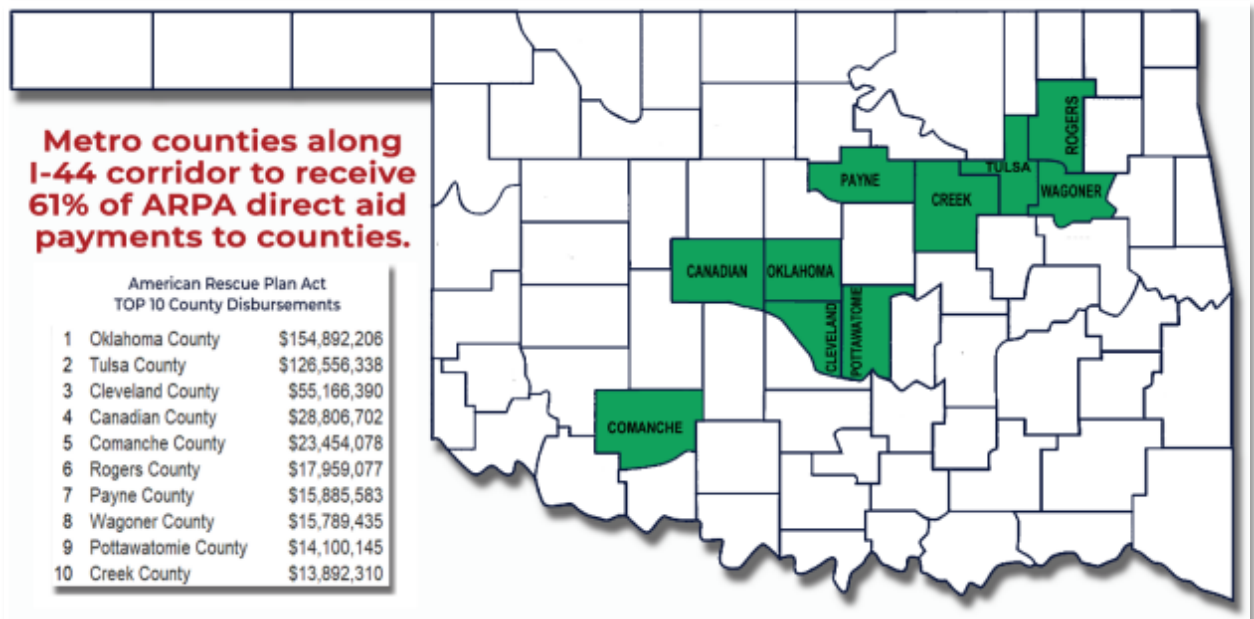 Metro counties along
I-44 corridor to receive
61% of ARPA direct aid
payments to counties.
American Rescue Plan Act
TOP 10 County Disbursements
1 Oklahoma County $154,892,206
2 Tulsa County $126,556,338
3 Cleveland County $55,166,390
4 Canadian County $28,806,702
5 Comanche County $23,454,078
6 Rogers County $17,959,077
7 Payne County $15,885,583
8 Wagoner County $15,789,435
9 Pottawatomie County $14,100,145
10 Creek County $13,892,310
ROGERS
TULSA
PAYNE
WAGONER
CREEK
CANADIAN
OKLAHOMA
CLEVELAND
POTTAWATOMIE
COMANCHE